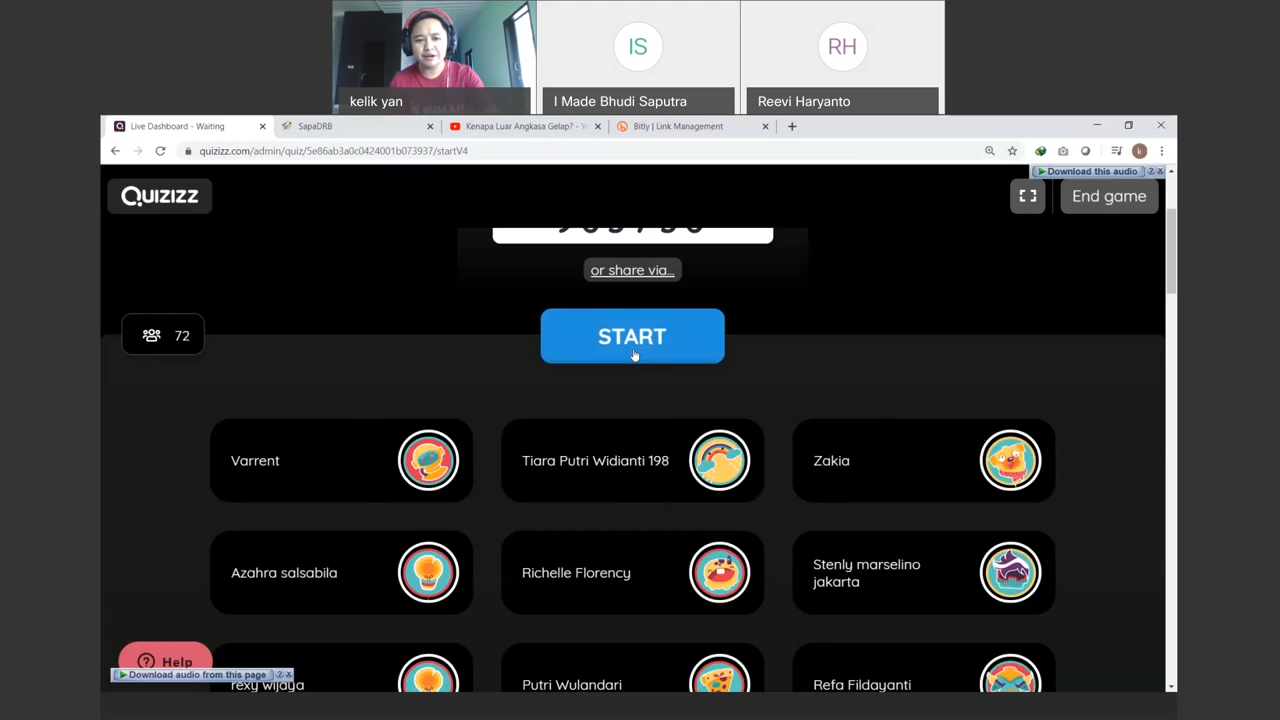 IS
RH
kelik yan
I Made Bhudi Saputra
Reevi Haryanto
Live Dashboard - Waiting
SapaDRB
Kenapa Luar Angkasa Gelap? - Yo
Bitly | Link Management
quizizz.com/admin/quiz/5e86ab3a0c0424001b073937/startV4
k
Download this audio
QUIZIZZ
End game
or share via...
START
72
Varrent
Tiara Putri Widianti 198
Zakia
Azahra salsabila
Richelle Florency
Stenly marselino
jakarta
Help
Download audio from this page
rexy wijaya
Putri Wulandari
Refa Fildayanti